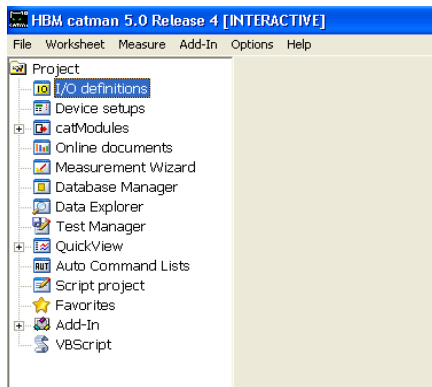 HBM catman 5.0 Release 4 [INTERACTIVE]
File Worksheet Measure Add-In Options Help
Project
I/O definitions
Device setups
catModules
Online documents
Measurement Wizard
Database Manager
Data Explorer
Test Manager
QuickView
Auto Command Lists
Script project
Favorites
Add-In
VBScript